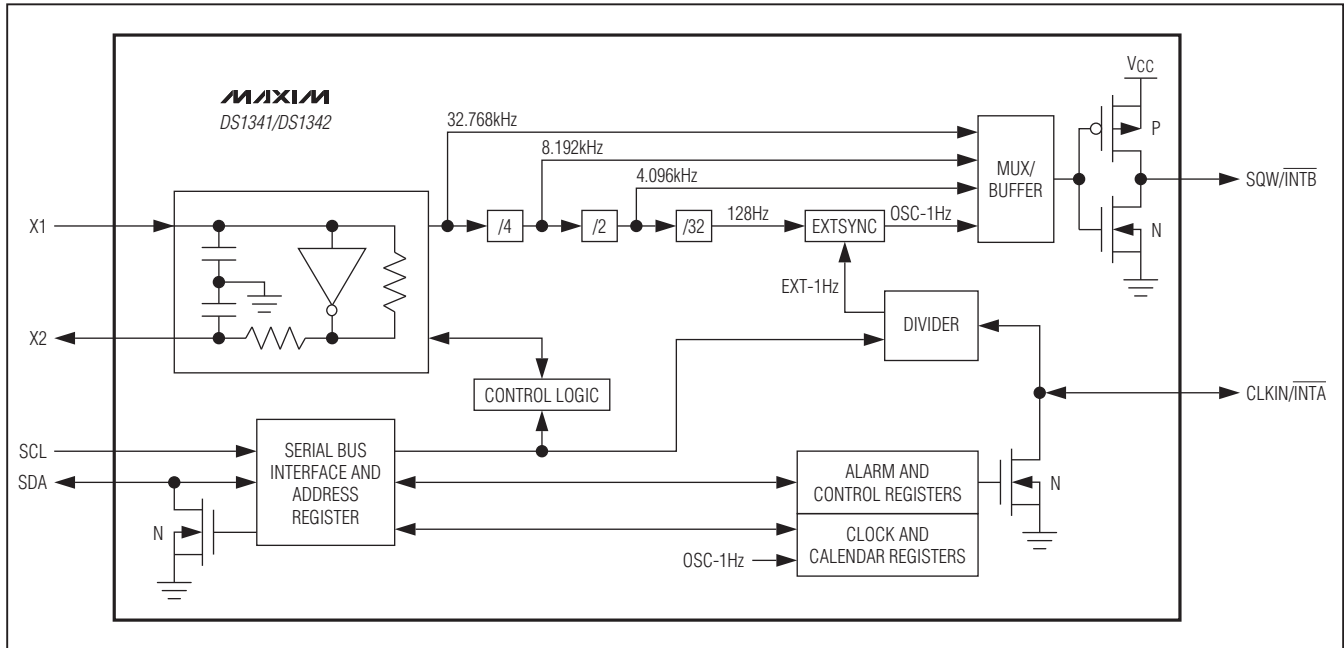 VCC
MAXIM
DS1341/DS1342
32.768kHz
P
8.192kHz
MUX/
BUFFER
4.096kHz
SQW/INTB
X1
/4
/2
/32
128Hz
EXTSYNC
OSC-1Hz
N
EXT-1Hz
DIVIDER
X2
CONTROL LOGIC
CLKIN/INTA
SCL
SERIAL BUS
INTERFACE AND
ADDRESS
REGISTER
SDA
ALARM AND
CONTROL REGISTERS
N
N
CLOCK AND
CALENDAR REGISTERS
OSC-1Hz